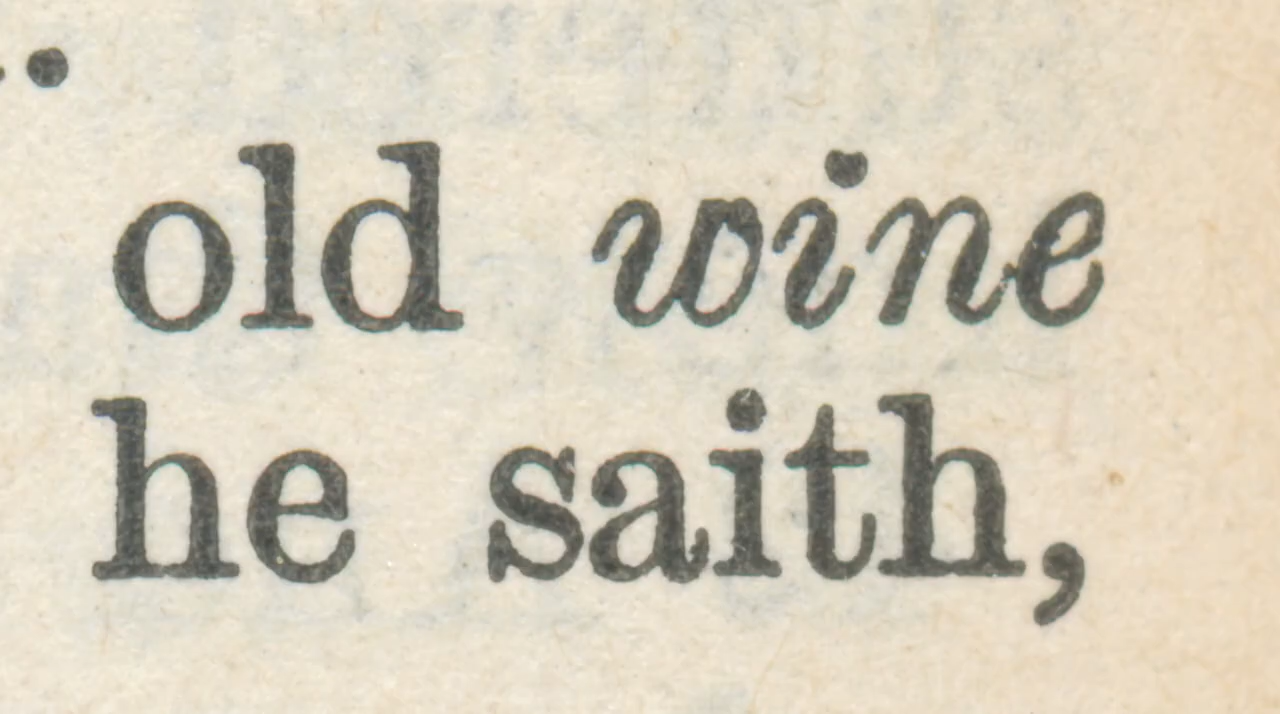 ..
old wine
he saith,